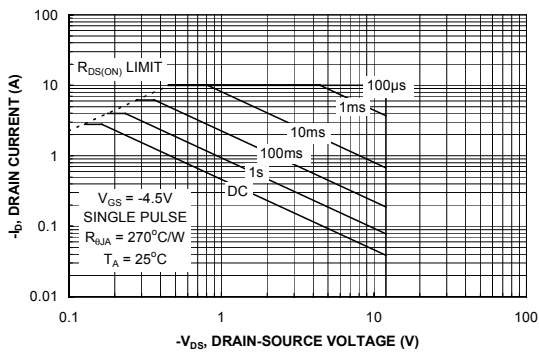 100
10
1
0.1
0.01
-I_D, DRAIN CURRENT (A)
R_DS(ON) LIMIT
100µs
1ms
10ms
100ms
1s
DC
V_GS = -4.5V
SINGLE PULSE
R_θJA = 270°C/W
T_A = 25°C
0.1
1
10
100
-V_DS, DRAIN-SOURCE VOLTAGE (V)